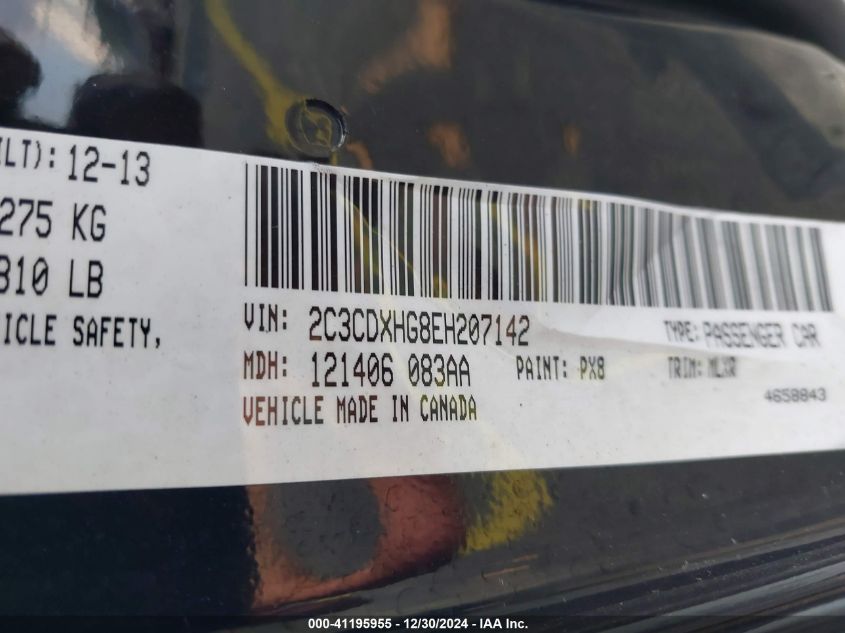 ILT): 12-13
275 KG
810 LB
ICLE SAFETY,
VIN: 2C3CDXHG8EH207142 TYPE: PASSENGER CAR
MDH: 121406 083AA PAINT: PX8 TRIM: MLXR
4658843
VEHICLE MADE IN CANADA
000-41195955 - 12/30/2024 - IAA Inc.